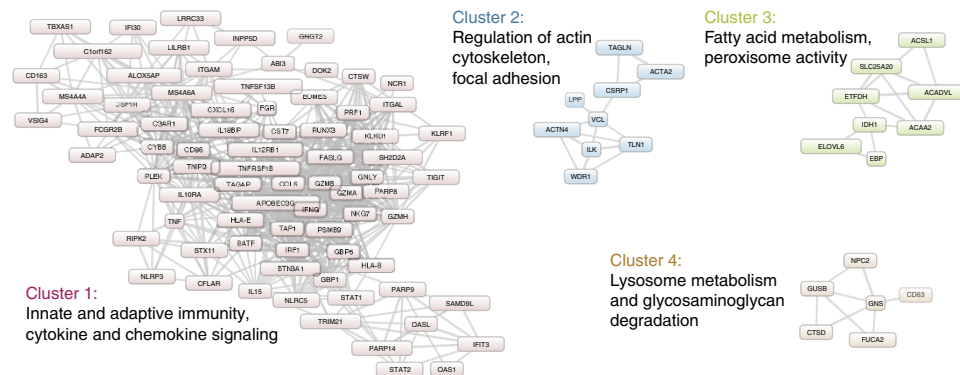 Cluster 2:
Regulation of actin
cytoskeleton,
focal adhesion
Cluster 3:
Fatty acid metabolism,
peroxisome activity
LRRC33
TBXAS1
IFI30
INPP5D
GNGT2
C1orf162
LILRB1
ABI3
CD163
ALOX5AP
ITGAM
DOK2
CTSW
NCR1
MS4A4A
MS4A6A
TNFSF13B
CSF1R
CXCL16
FGR
EOMES
PRF1
ITGAL
VSIG4
FCGR2B
C3AR1
IL18BP
CST7
RUNX3
KLHD1
KLRF1
ADAP2
CYBB
CD86
IL12RB1
FASLG
SH2D2A
PLEK
TNIP3
TNFRSF1B
GNLY
TIGIT
TAGAP
CCL5
GZMB
GZMA
PARP8
IL10RA
APOBEC3G
IFNG
NKG7
GZMH
TNF
HLA-E
TAP1
PSMB9
RIPK2
STX11
BATF
IRF1
GBP5
HLA-B
NLRP3
CFLAR
BTN3A1
GBP1
IL15
NLRC5
STAT1
PARP9
SAMD9L
TRIM21
OASL
PARP14
IFIT3
STAT2
OAS1
Cluster 1:
Innate and adaptive immunity,
cytokine and chemokine signaling
TAGLN
ACTA2
CSRP1
LPP
VCL
ACTN4
ILK
TLN1
WDR1
ACSL1
SLC25A20
ETFDH
ACADVL
IDH1
ACAA2
ELOVL6
EBP
Cluster 4:
Lysosome metabolism
and glycosaminoglycan
degradation
NPC2
GUSB
GNS
CD63
CTSD
FUCA2